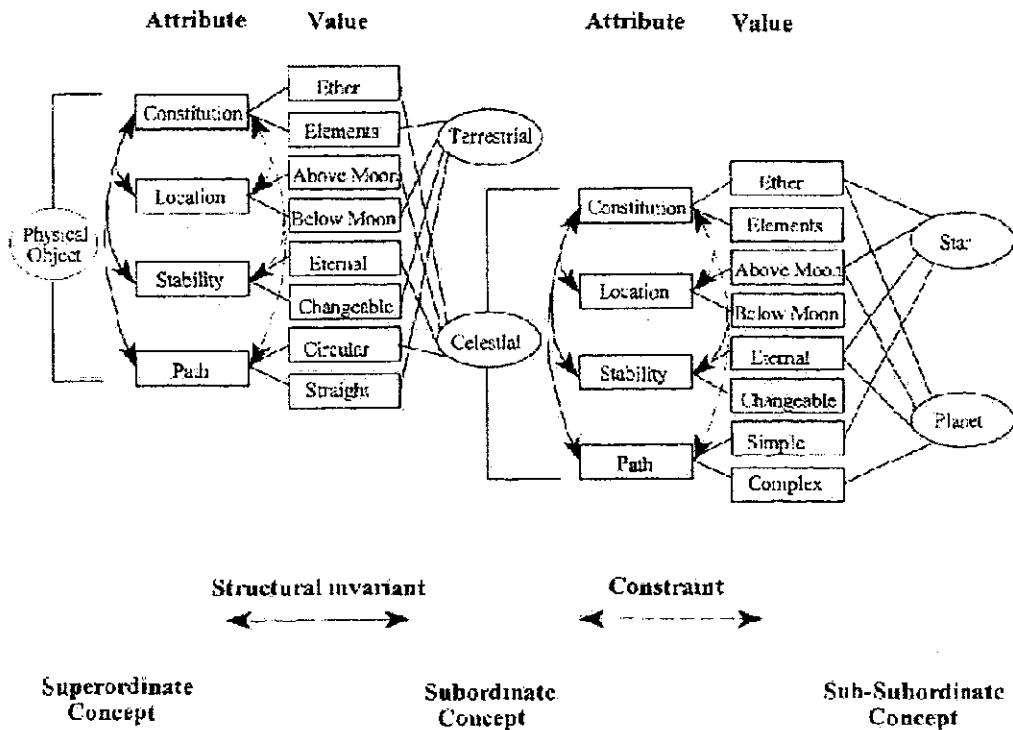 Attribute
Value
Attribute
Value
Physical
Object
Constitution
Location
Stability
Path
Ether
Elements
Above Moon
Below Moon
Eternal
Changeable
Circular
Straight
Terrestrial
Celestial
Constitution
Location
Stability
Path
Ether
Elements
Above Moon
Below Moon
Eternal
Changeable
Simple
Complex
Star
Planet
Structural invariant
Constraint
Superordinate
Concept
Subordinate
Concept
Sub-Subordinate
Concept